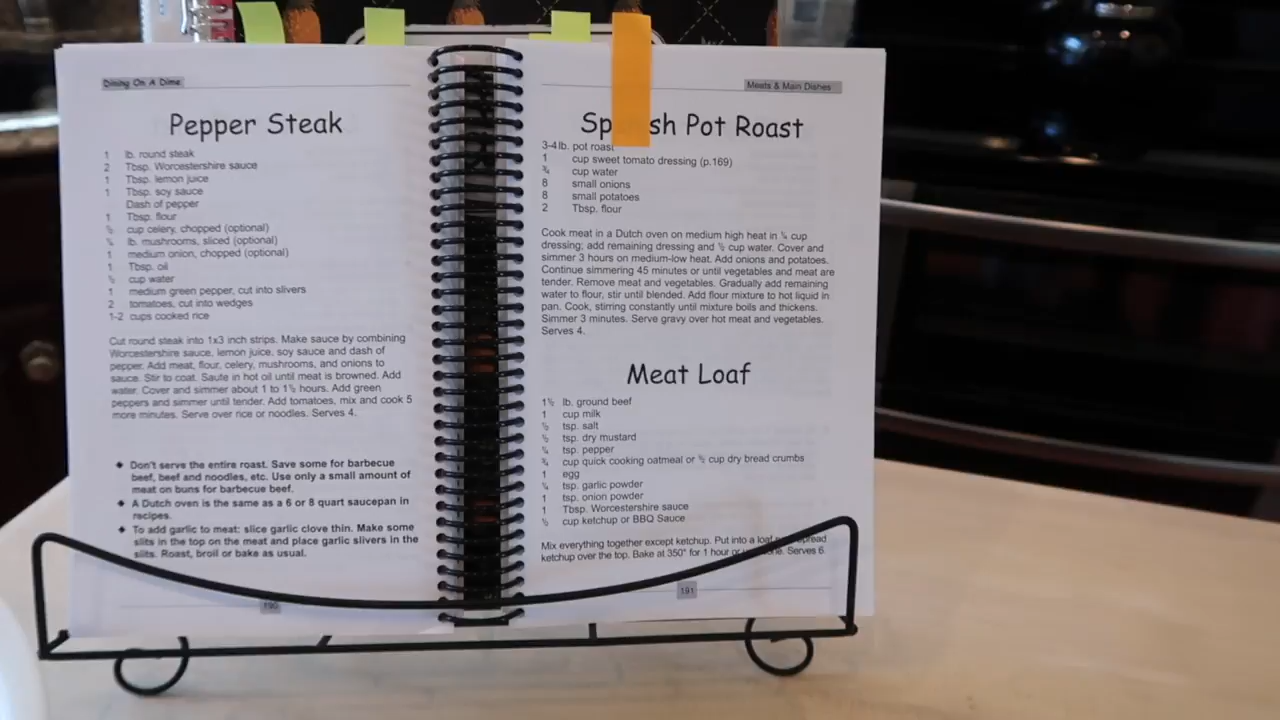 Dining On A Dime
Pepper Steak
1 lb. round steak
2 Tbsp. Worcestershire sauce
1 Tbsp. lemon juice
1 Tbsp. soy sauce
Dash of pepper
1 Tbsp. flour
½ cup celery, chopped (optional)
lb. mushrooms, sliced (optional)
1 medium onion, chopped (optional)
1 Tbsp. oil
½ cup water
1 medium green pepper, cut into slivers
2 tomatoes, cut into wedges
1-2 cups cooked rice
Cut round steak into 1x3 inch strips. Make sauce by combining
Worcestershire sauce, lemon juice, soy sauce and dash of
pepper. Add meat, flour, celery, mushrooms, and onions to
sauce. Stir to coat. Saute in hot oil until meat is browned. Add
water. Cover and simmer about 1 to 1½ hours. Add green
peppers and simmer until tender. Add tomatoes, mix and cook 5
more minutes. Serve over rice or noodles. Serves 4.
◆ Don't serve the entire roast. Save some for barbecue
beef, beef and noodles, etc. Use only a small amount of
meat on buns for barbecue beef.
◆ A Dutch oven is the same as a 6 or 8 quart saucepan in
recipes.
◆ To add garlic to meat: slice garlic clove thin. Make some
slits in the top on the meat and place garlic slivers in the
slits. Roast, broil or bake as usual.
190
Meats & Main Dishes
Sp sh Pot Roast
3-4 lb. pot roast
1 cup sweet tomato dressing (p.169)
¾ cup water
8 small onions
8 small potatoes
2 Tbsp. flour
Cook meat in a Dutch oven on medium high heat in ¼ cup
dressing; add remaining dressing and ½ cup water. Cover and
simmer 3 hours on medium-low heat. Add onions and potatoes.
Continue simmering 45 minutes or until vegetables and meat are
tender. Remove meat and vegetables. Gradually add remaining
water to flour, stir until blended. Add flour mixture to hot liquid in
pan. Cook, stirring constantly until mixture boils and thickens.
Simmer 3 minutes. Serve gravy over hot meat and vegetables.
Serves 4.
Meat Loaf
1½ lb. ground beef
1 cup milk
½ tsp. salt
½ tsp. dry mustard
¼ tsp. pepper
¾ cup quick cooking oatmeal or ½ cup dry bread crumbs
1 egg
¼ tsp. garlic powder
1 tsp. onion powder
1 Tbsp. Worcestershire sauce
½ cup ketchup or BBQ Sauce
Mix everything together except ketchup. Put into a loaf spread
ketchup over the top. Bake at 350° for 1 hour or Serves 6.
191